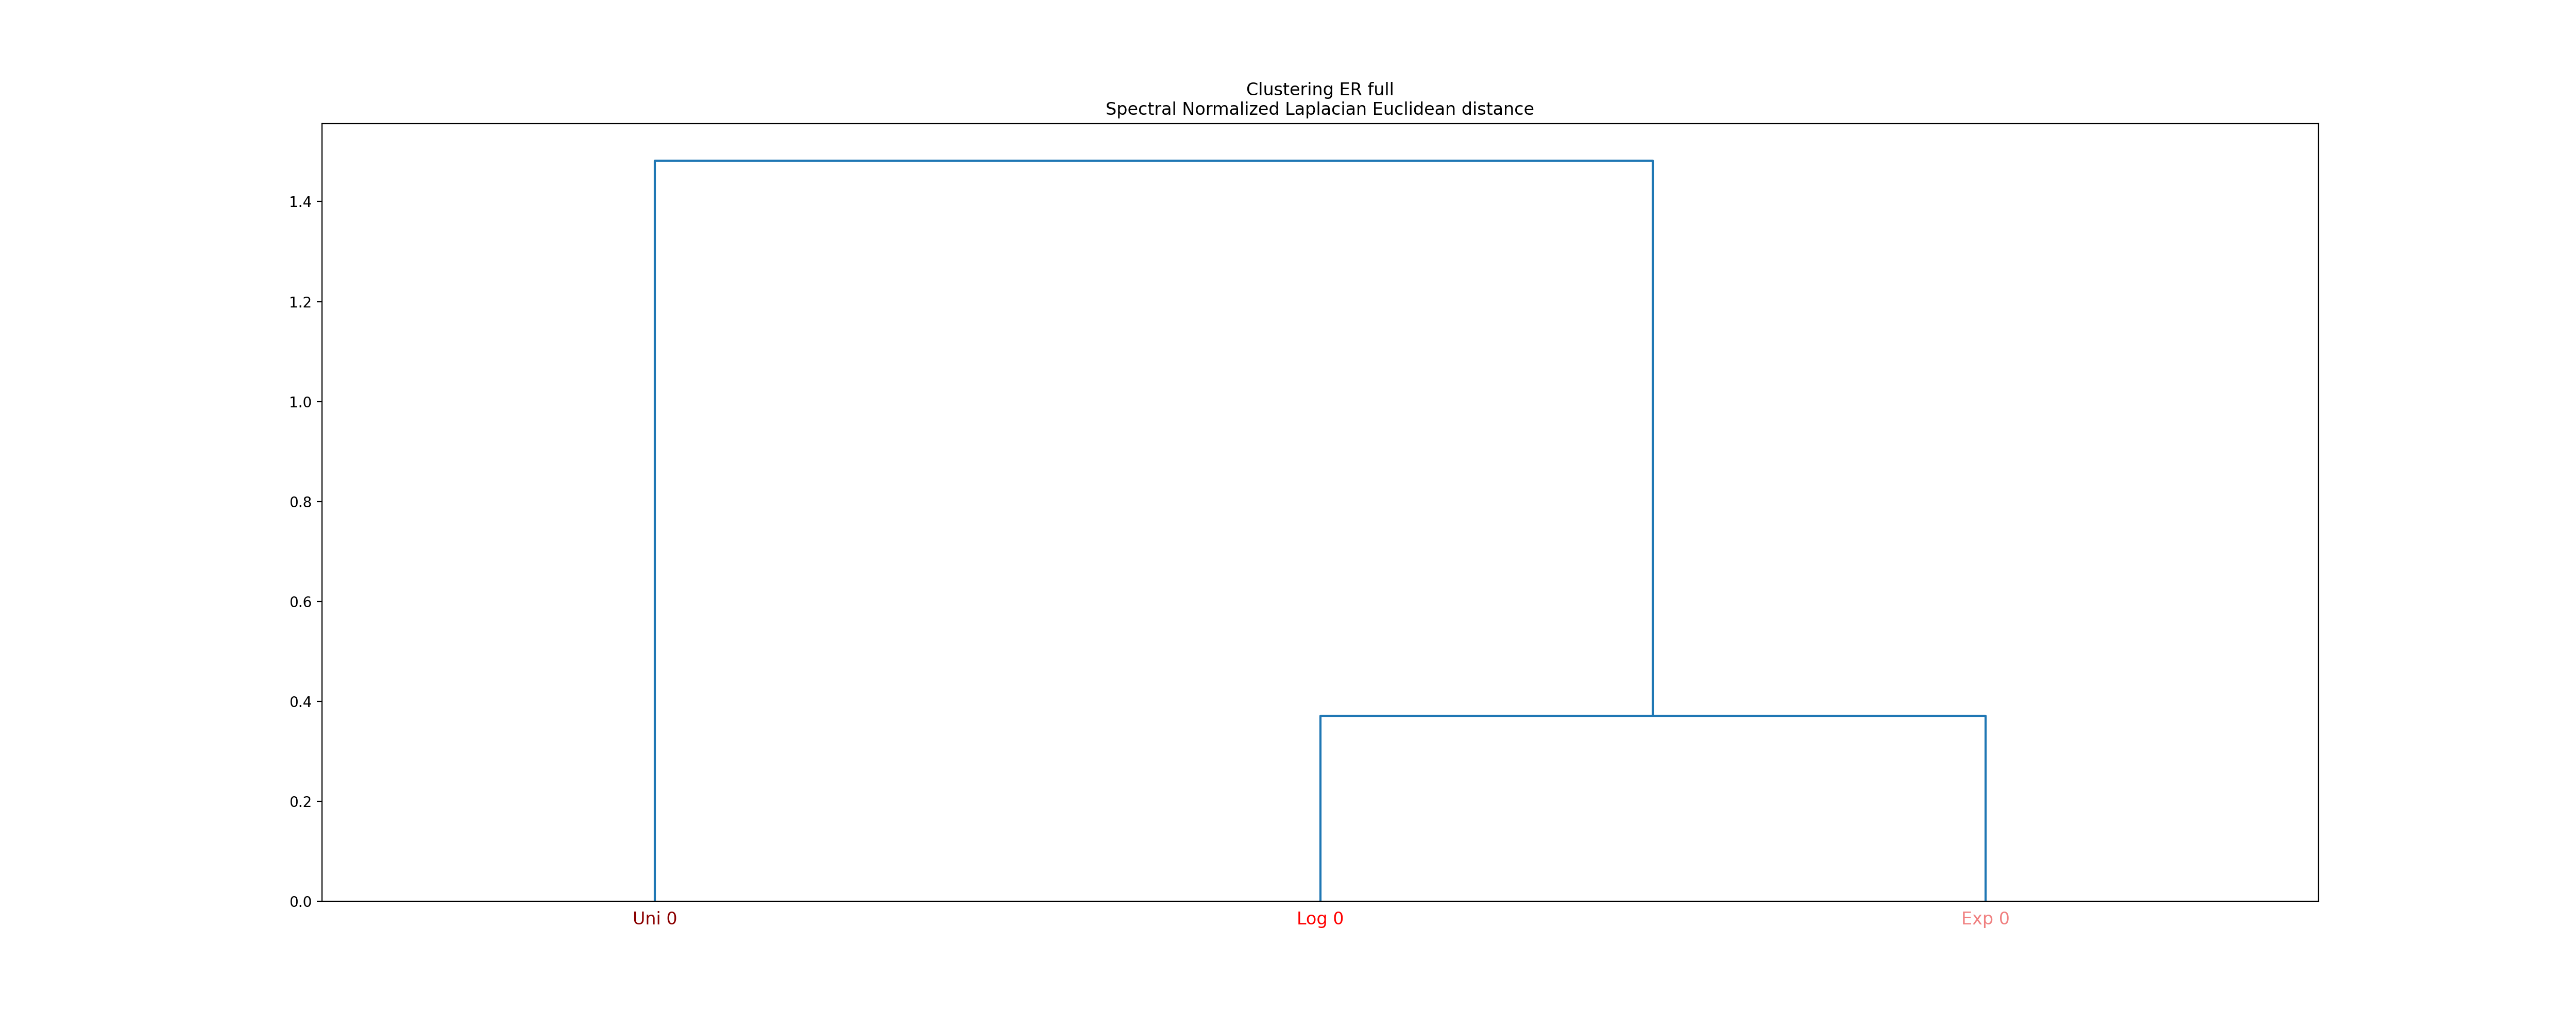 Clustering ER full
Spectral Normalized Laplacian Euclidean distance
1.4
1.2
1.0
0.8
0.6
0.4
0.2
0.0
Uni 0
Log 0
Exp 0